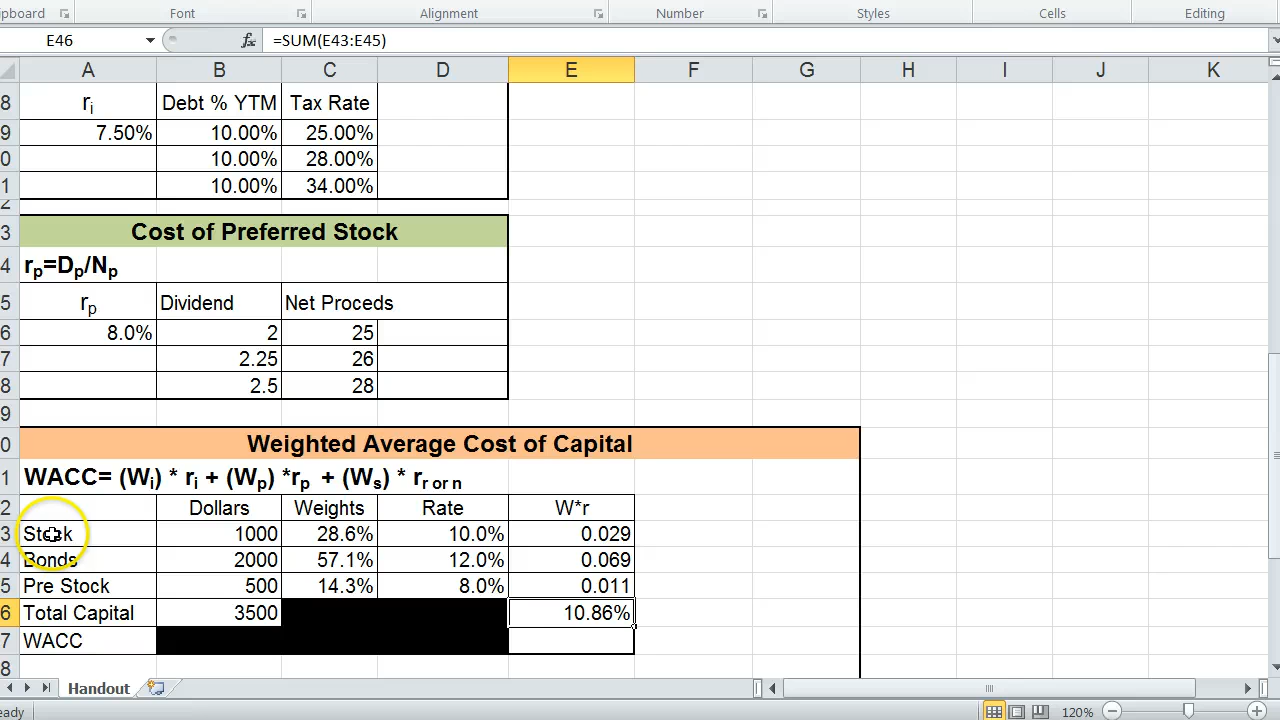 pboard Font Alignment Number Styles Cells Editing
E46 fx =SUM(E43:E45)
A B C D E F G H I J K
8 ri Debt % YTM Tax Rate
9 7.50% 10.00% 25.00%
0 10.00% 28.00%
1 10.00% 34.00%
2
3 Cost of Preferred Stock
4 rp=Dp/Np
5 rp Dividend Net Proceds
6 8.0% 2 25
7 2.25 26
8 2.5 28
9
0 Weighted Average Cost of Capital
1 WACC= (Wi) * ri + (Wp) *rp + (Ws) * rr or n
2 Dollars Weights Rate W*r
3 Stock 1000 28.6% 10.0% 0.029
4 Bonds 2000 57.1% 12.0% 0.069
5 Pre Stock 500 14.3% 8.0% 0.011
6 Total Capital 3500 10.86%
7 WACC
8
Handout
eady 120%